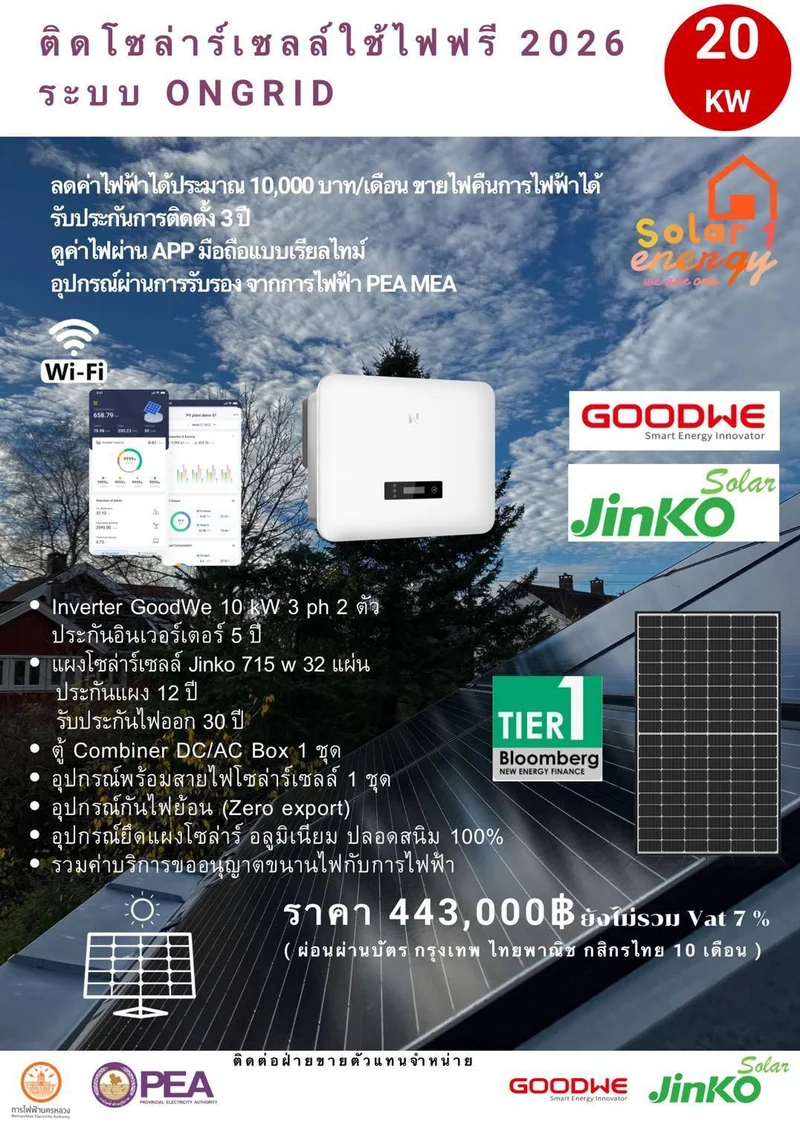 ติดโซล่าร์เซลล์ใช้ไฟฟรี 2026
ระบบ ONGRID
20
KW
ลดค่าไฟฟ้าได้ประมาณ 10,000 บาท/เดือน ขายไฟคืนการไฟฟ้าได้
รับประกันการติดตั้ง 3 ปี
ดูค่าไฟผ่าน APP มือถือแบบเรียลไทม์
อุปกรณ์ผ่านการรับรอง จากการไฟฟ้า PEA MEA
Solar 1
energy
we are one
Wi-Fi
658.79
PV plant demo 01
GOODWE
Smart Energy Innovator
Solar
JinKO
Inverter GoodWe 10 kW 3 ph 2 ตัว
ประกันอินเวอร์เตอร์ 5 ปี
แผงโซล่าร์เซลล์ Jinko 715 w 32 แผ่น
ประกันแผง 12 ปี
รับประกันไฟออก 30 ปี
ตู้ Combiner DC/AC Box 1 ชุด
อุปกรณ์พร้อมสายไฟโซล่าร์เซลล์ 1 ชุด
อุปกรณ์กันไฟย้อน (Zero export)
อุปกรณ์ยึดแผงโซล่าร์ อลูมิเนียม ปลอดสนิม 100%
รวมค่าบริการขออนุญาตขนานไฟกับการไฟฟ้า
TIER 1
Bloomberg
NEW ENERGY FINANCE
ราคา 443,000฿ ยังไม่รวม Vat 7 %
( ผ่อนผ่านบัตร กรุงเทพ ไทยพาณิช กสิกรไทย 10 เดือน )
ติดต่อฝ่ายขายตัวแทนจำหน่าย
การไฟฟ้านครหลวง
Metropolitan Electricity Authority
PEA
PROVINCIAL ELECTRICITY AUTHORITY
GOODWE
Smart Energy Innovator
Solar
JinKO